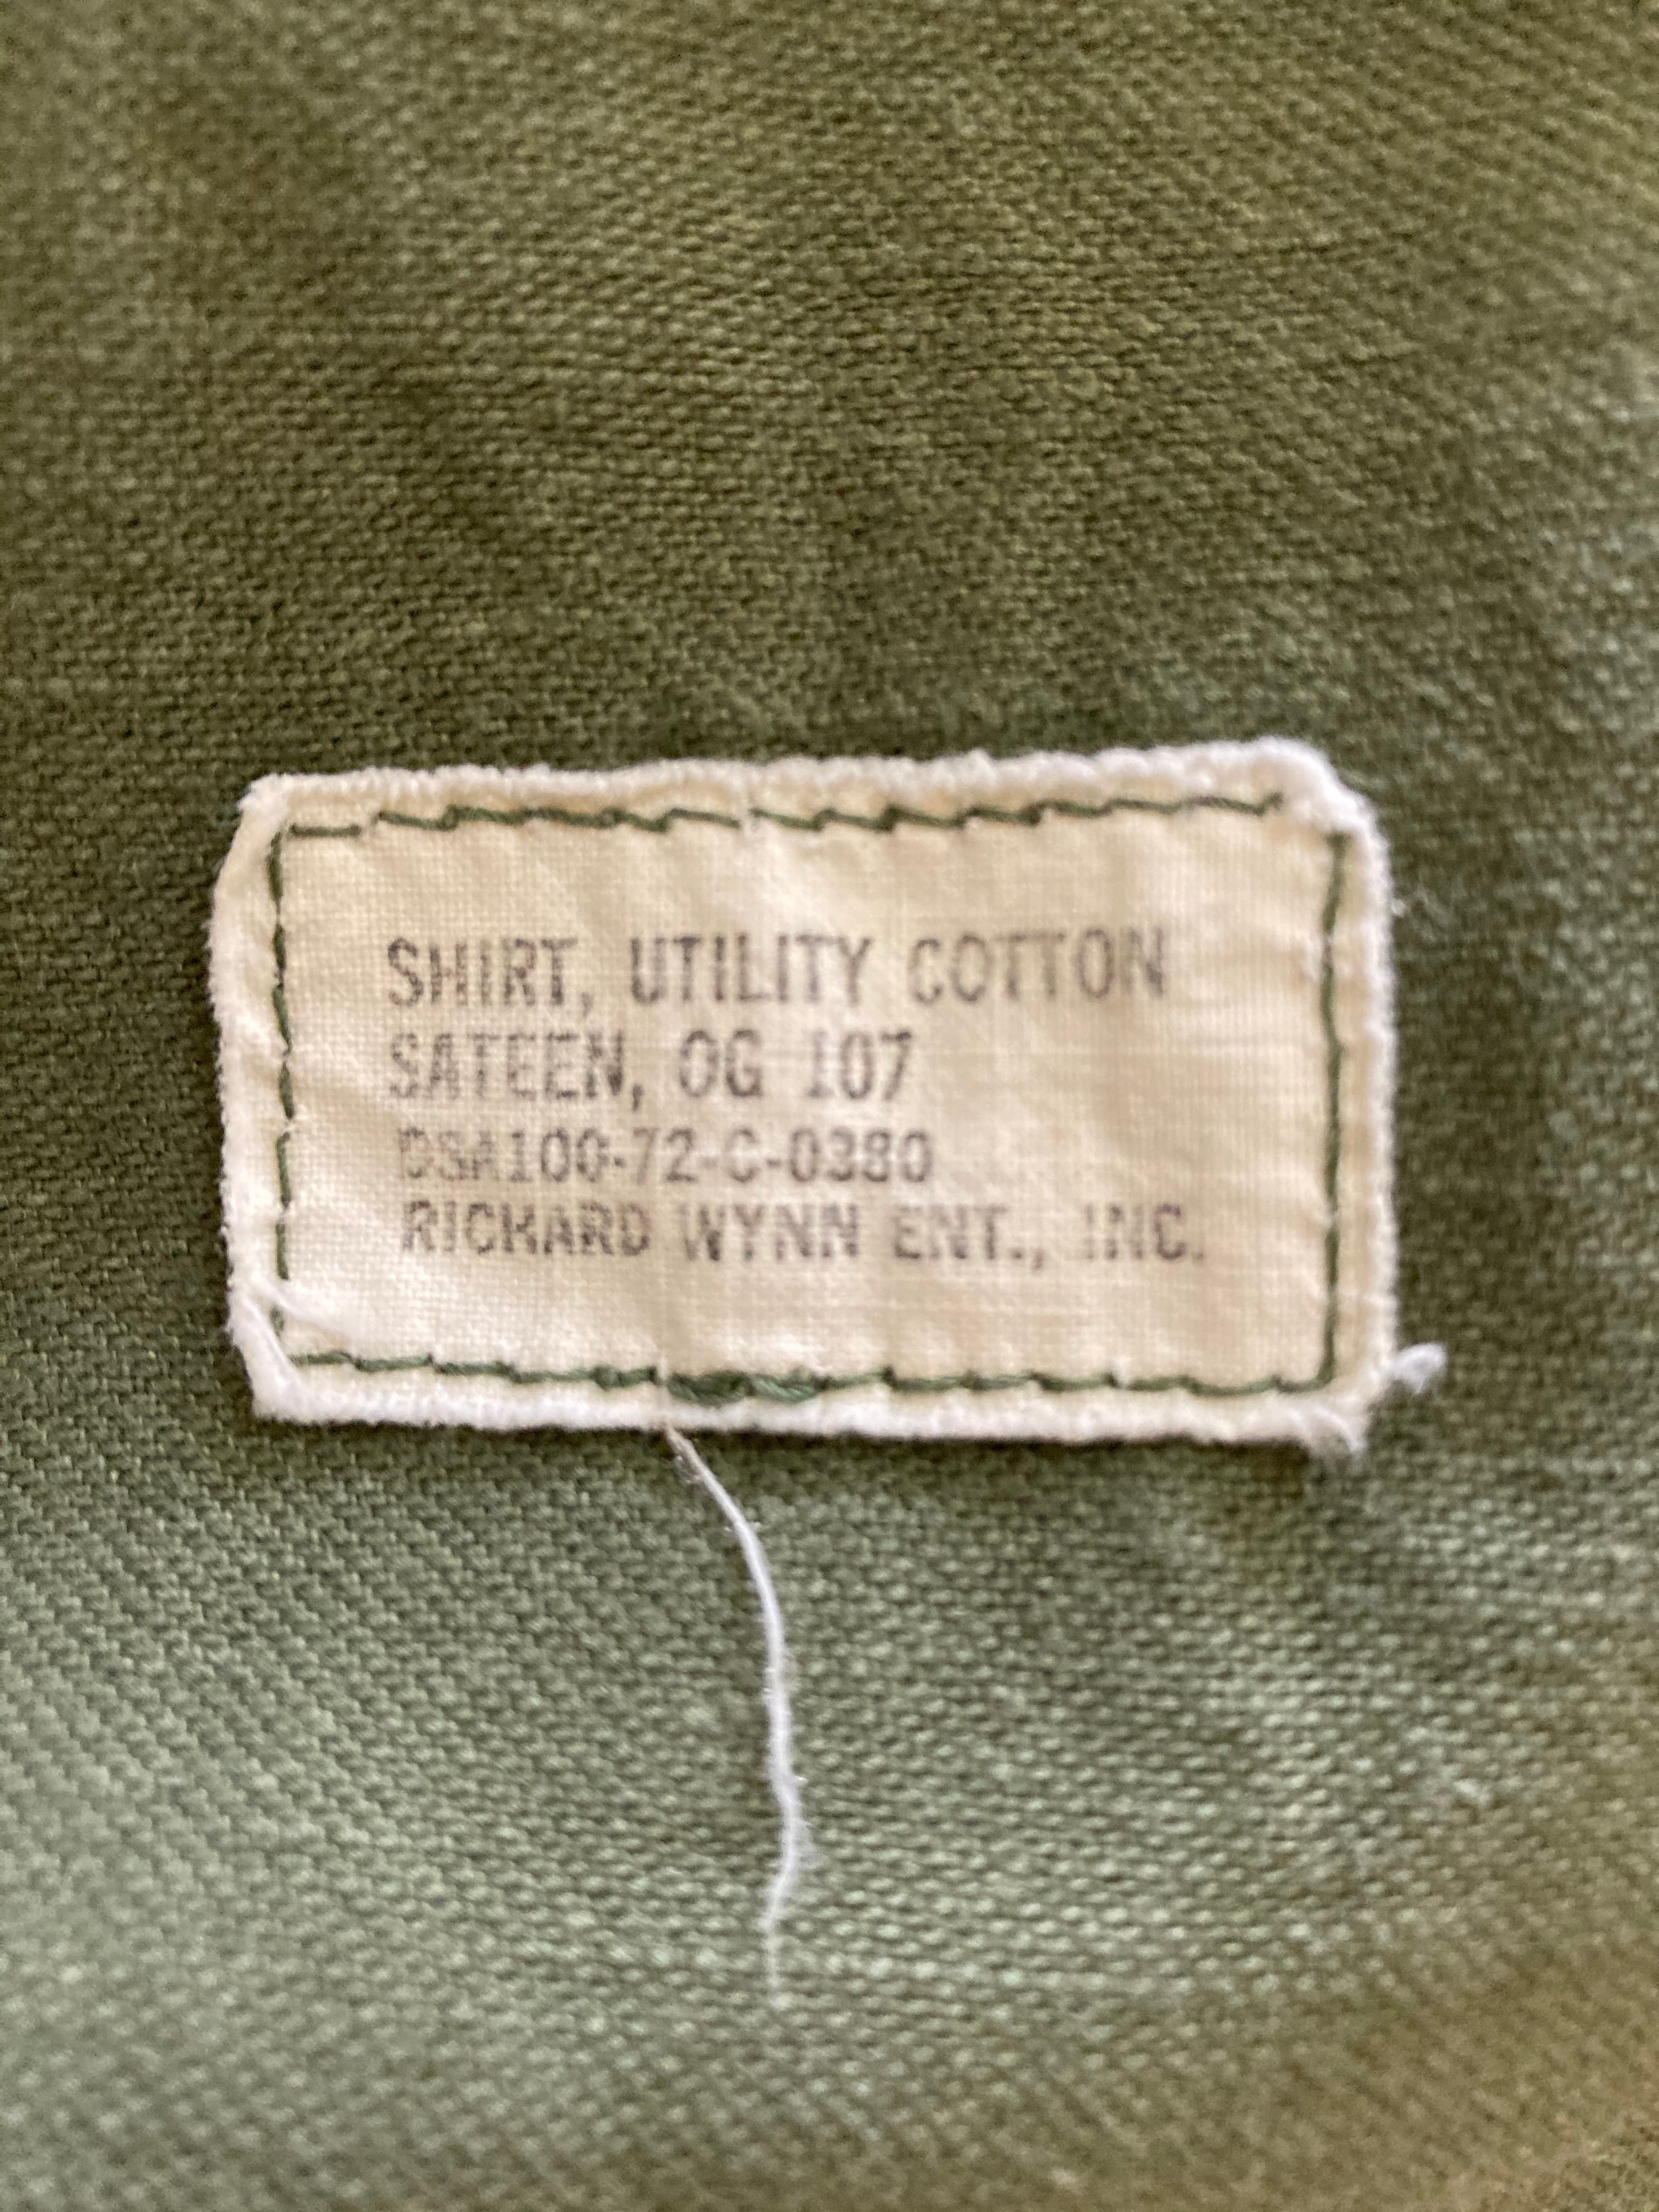 SHIRT, UTILITY COTTON
SATEEN, OG 107
DSA100-72-C-0380
RICHARD WYNN ENT., INC.